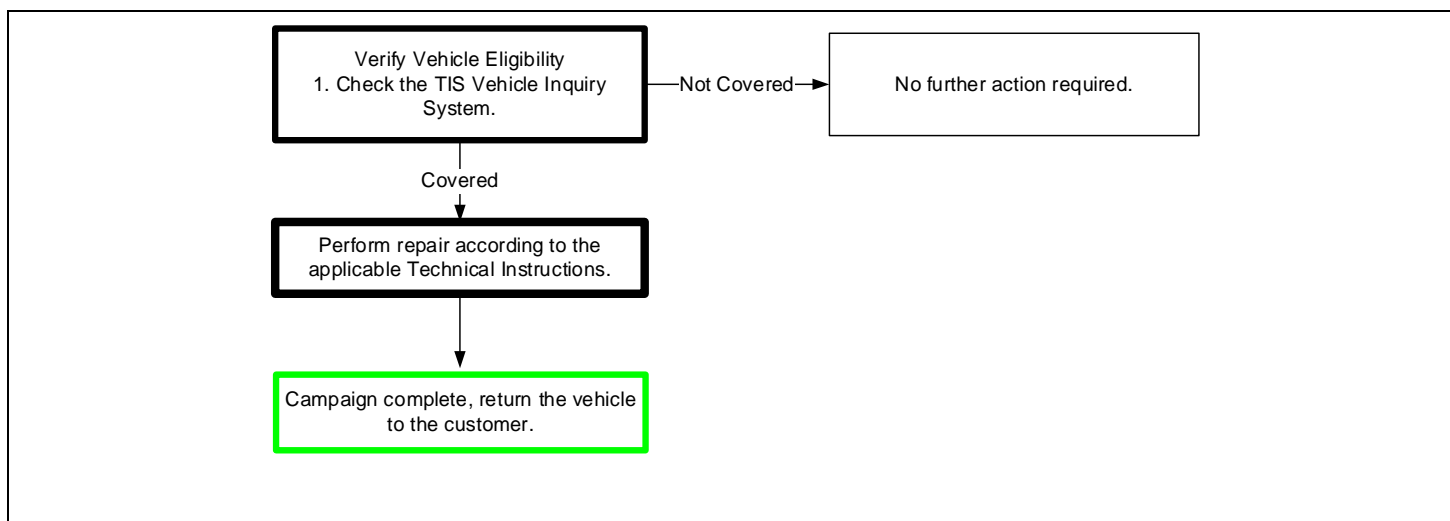 Verify Vehicle Eligibility
1. Check the TIS Vehicle Inquiry
System.
Not Covered
No further action required.
Covered
Perform repair according to the
applicable Technical Instructions.
Campaign complete, return the vehicle
to the customer.